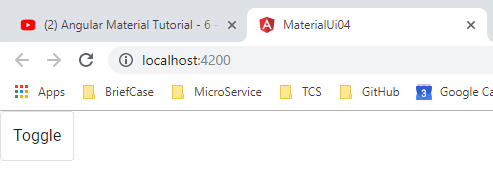 (2) Angular Material Tutorial - 6 -
MaterialUi04
localhost:4200
Apps BriefCase MicroService TCS GitHub 3 Google Ca
Toggle